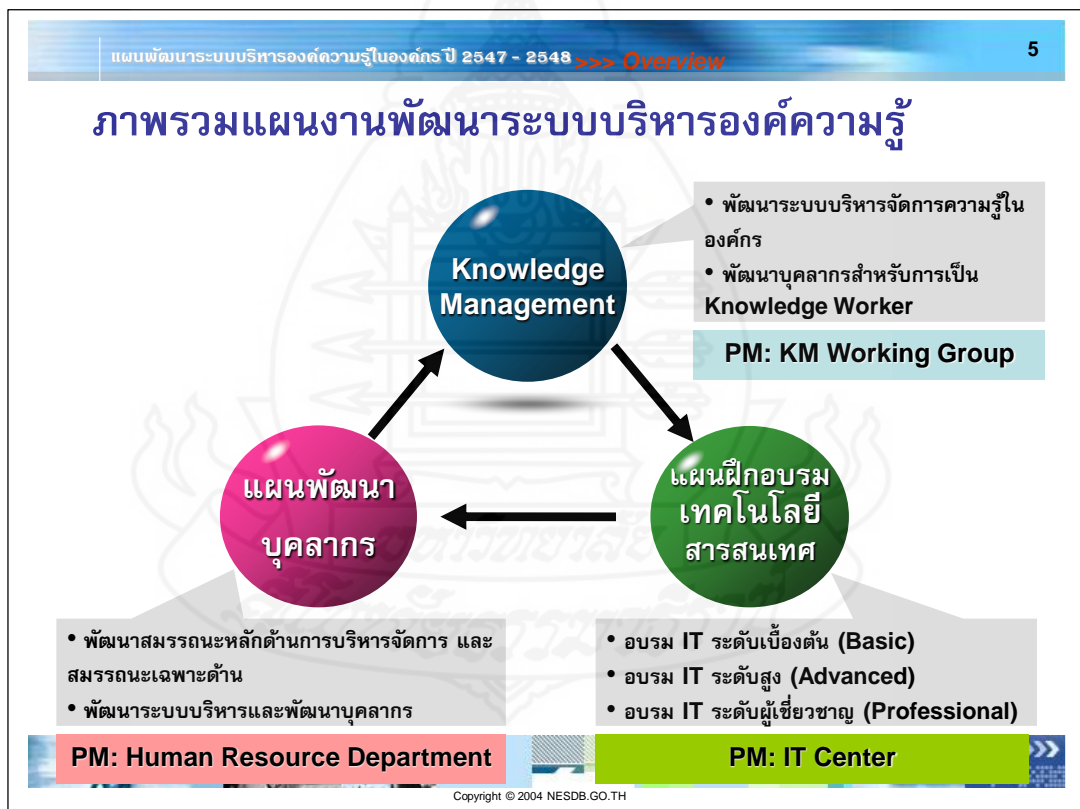 แผนพัฒนาระบบบริหารองค์ความรู้ในองค์กร ปี 2547 - 2548 >>> Overview
5
ภาพรวมแผนงานพัฒนาระบบบริหารองค์ความรู้
Knowledge
Management
• พัฒนาระบบบริหารจัดการความรู้ใน
องค์กร
• พัฒนาบุคลากรสำหรับการเป็น
Knowledge Worker
PM: KM Working Group
แผนพัฒนา
บุคลากร
แผนฝึกอบรม
เทคโนโลยี
สารสนเทศ
• พัฒนาสมรรถนะหลักด้านการบริหารจัดการ และ
สมรรถนะเฉพาะด้าน
• พัฒนาระบบบริหารและพัฒนาบุคลากร
PM: Human Resource Department
• อบรม IT ระดับเบื้องต้น (Basic)
• อบรม IT ระดับสูง (Advanced)
• อบรม IT ระดับผู้เชี่ยวชาญ (Professional)
PM: IT Center
Copyright © 2004 NESDB.GO.TH